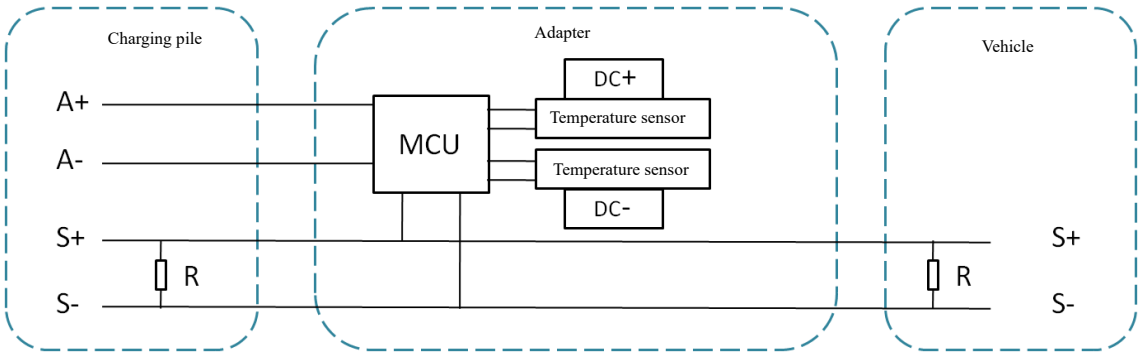 Charging pile
Adapter
Vehicle
A+
A-
S+
S-
R
MCU
DC+
Temperature sensor
Temperature sensor
DC-
S+
S-
R